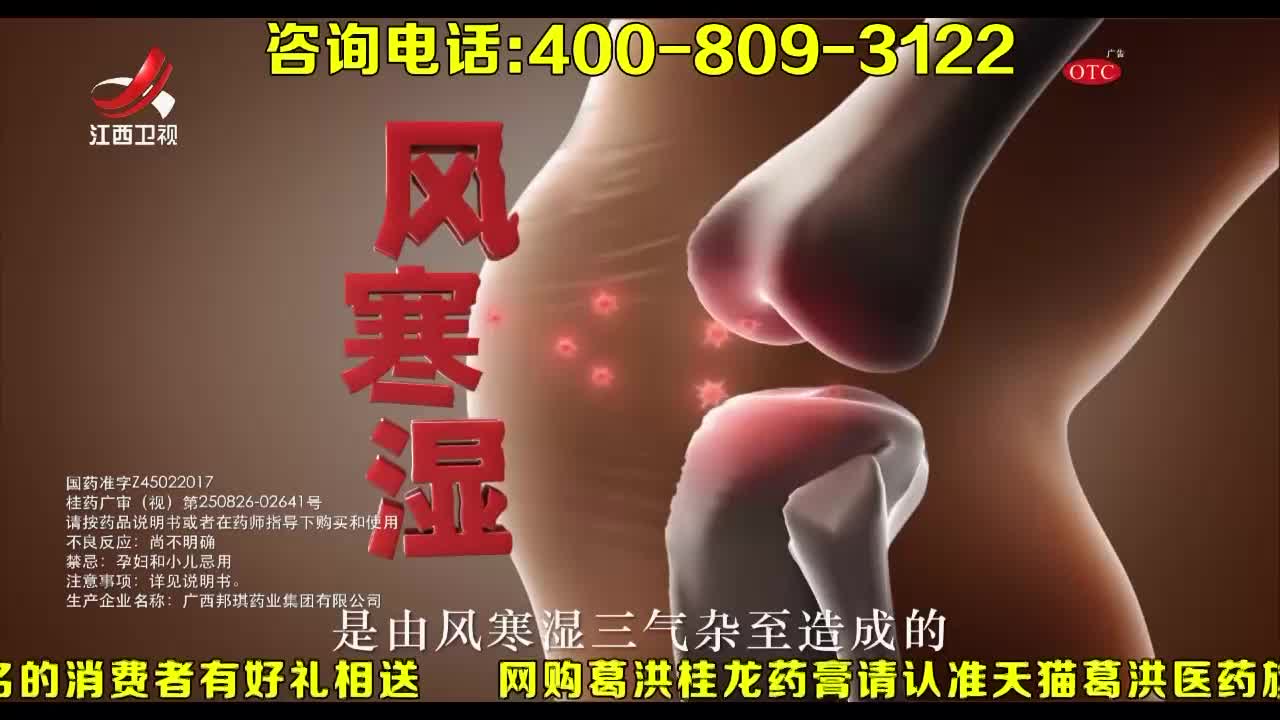 咨询电话:400-809-3122
广告
OTC
江西卫视
风寒湿
国药准字Z45022017
桂药广审（视）第250826-02641号
请按药品说明书或者在药师指导下购买和使用
不良反应：尚不明确
禁忌：孕妇和小儿忌用
注意事项：详见说明书。
生产企业名称：广西邦琪药业集团有限公司
是由风寒湿三气杂至造成的
名的消费者有好礼相送 网购葛洪桂龙药膏请认准天猫葛洪医药旗